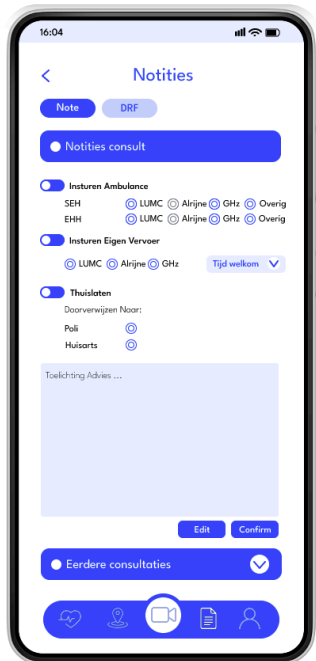 16:04
Notities
Note DRF
Notities consult
Insturen Ambulance
SEH LUMC Alrijne GHz Overig
EHH LUMC Alrijne GHz Overig
Insturen Eigen Vervoer
LUMC Alrijne GHz Tijd welkom
Thuislaten
Doorverwijzen Naar:
Poli
Huisarts
Toelichting Advies ...
Edit Confirm
Eerdere consultaties